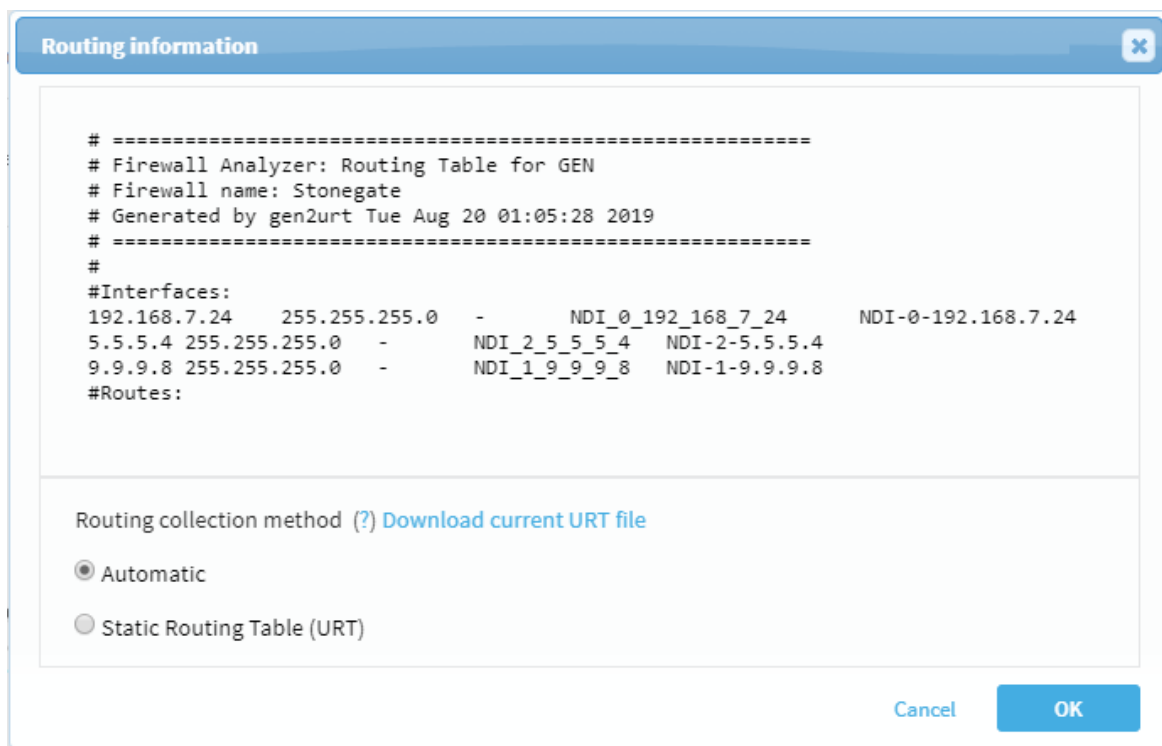 Routing information
# ==========================================================
# Firewall Analyzer: Routing Table for GEN
# Firewall name: Stonegate
# Generated by gen2urt Tue Aug 20 01:05:28 2019
# ==========================================================
#
#Interfaces:
192.168.7.24    255.255.255.0   -       NDI_0_192_168_7_24      NDI-0-192.168.7.24
5.5.5.4 255.255.255.0   -       NDI_2_5_5_5_4   NDI-2-5.5.5.4
9.9.9.8 255.255.255.0   -       NDI_1_9_9_9_8   NDI-1-9.9.9.8
#Routes:
Routing collection method (?) Download current URT file
Automatic
Static Routing Table (URT)
Cancel OK